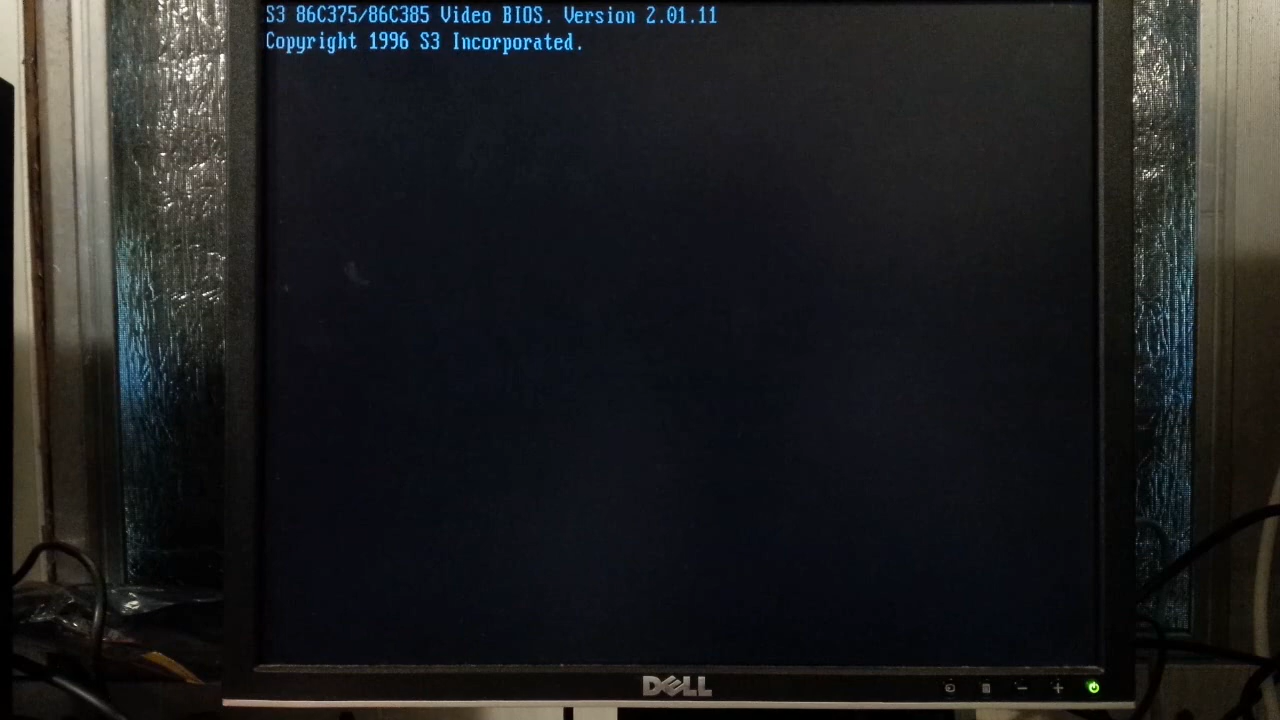 S3 86C375/86C385 Video BIOS. Version 2.01.11
Copyright 1996 S3 Incorporated.
DELL